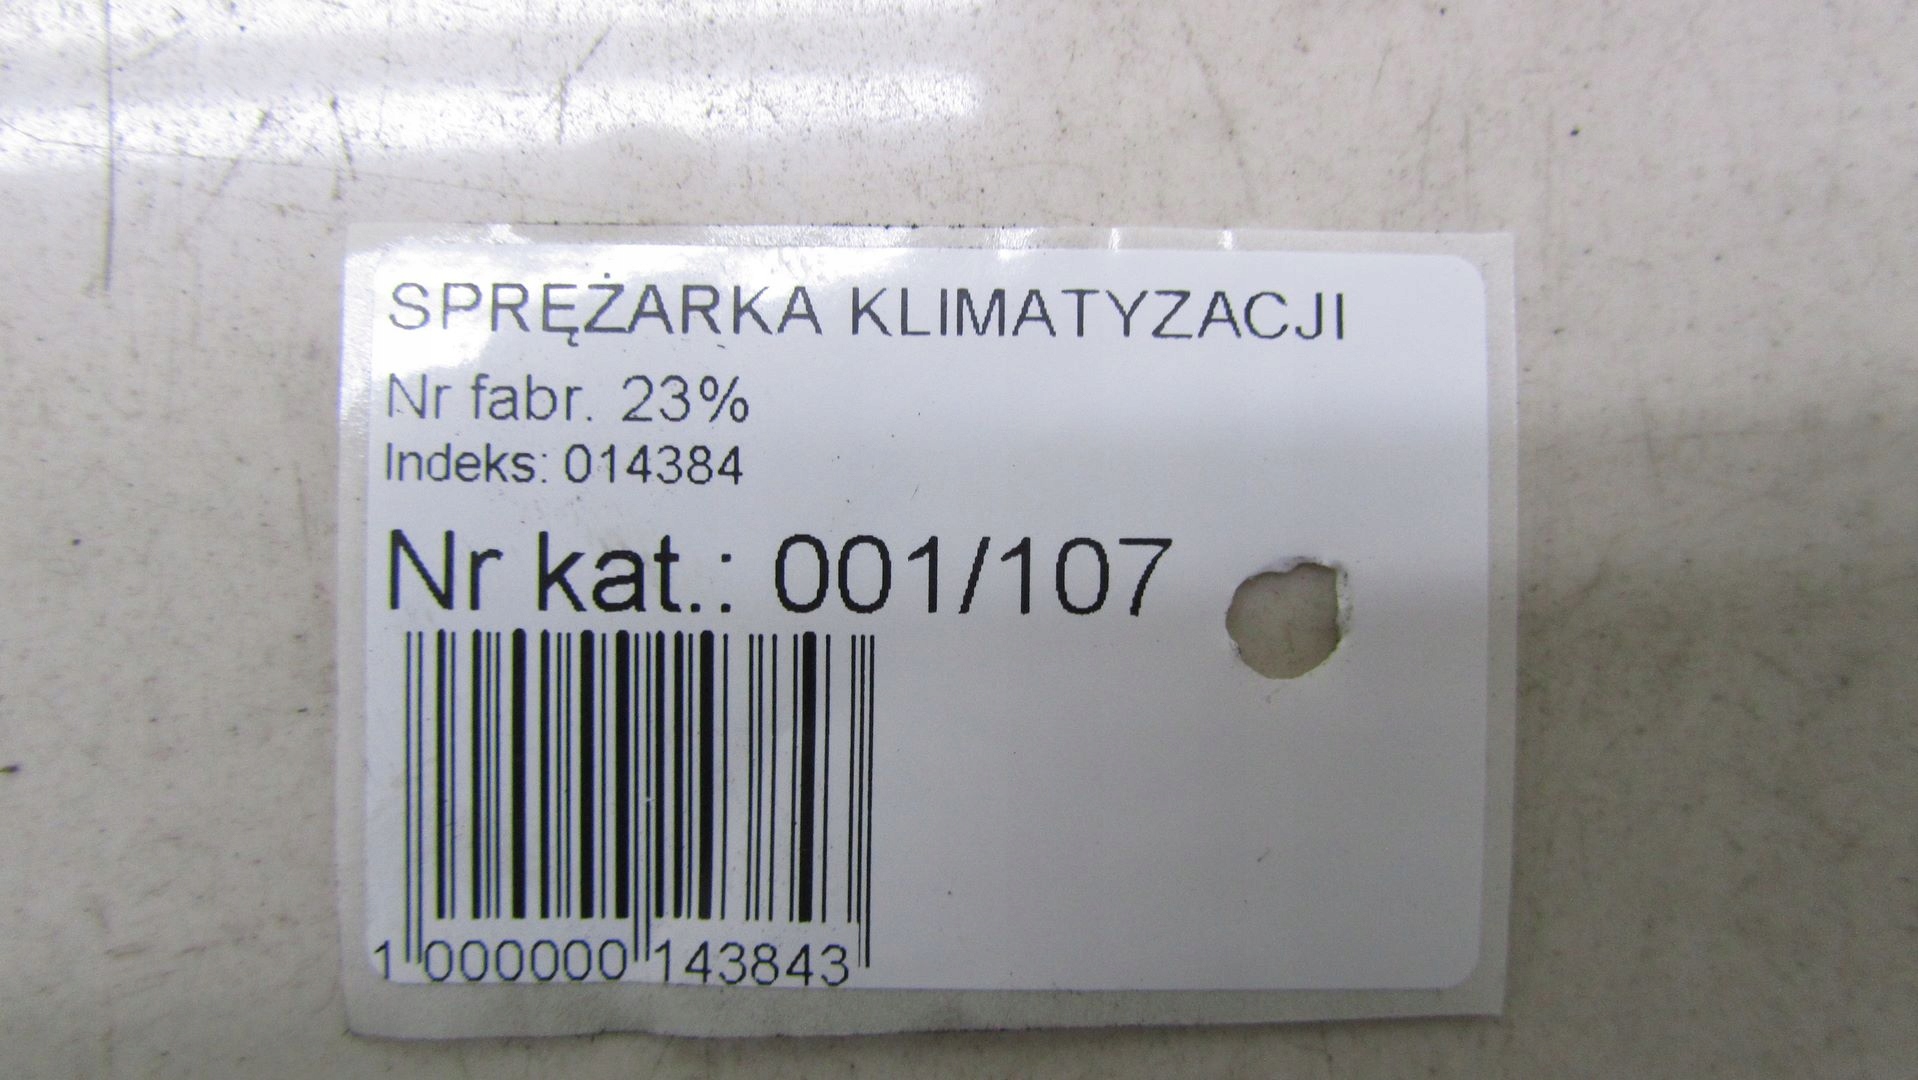 SPRĘŻARKA KLIMATYZACJI
Nr fabr. 23%
Indeks: 014384
Nr kat.: 001/107
1 000000 143843